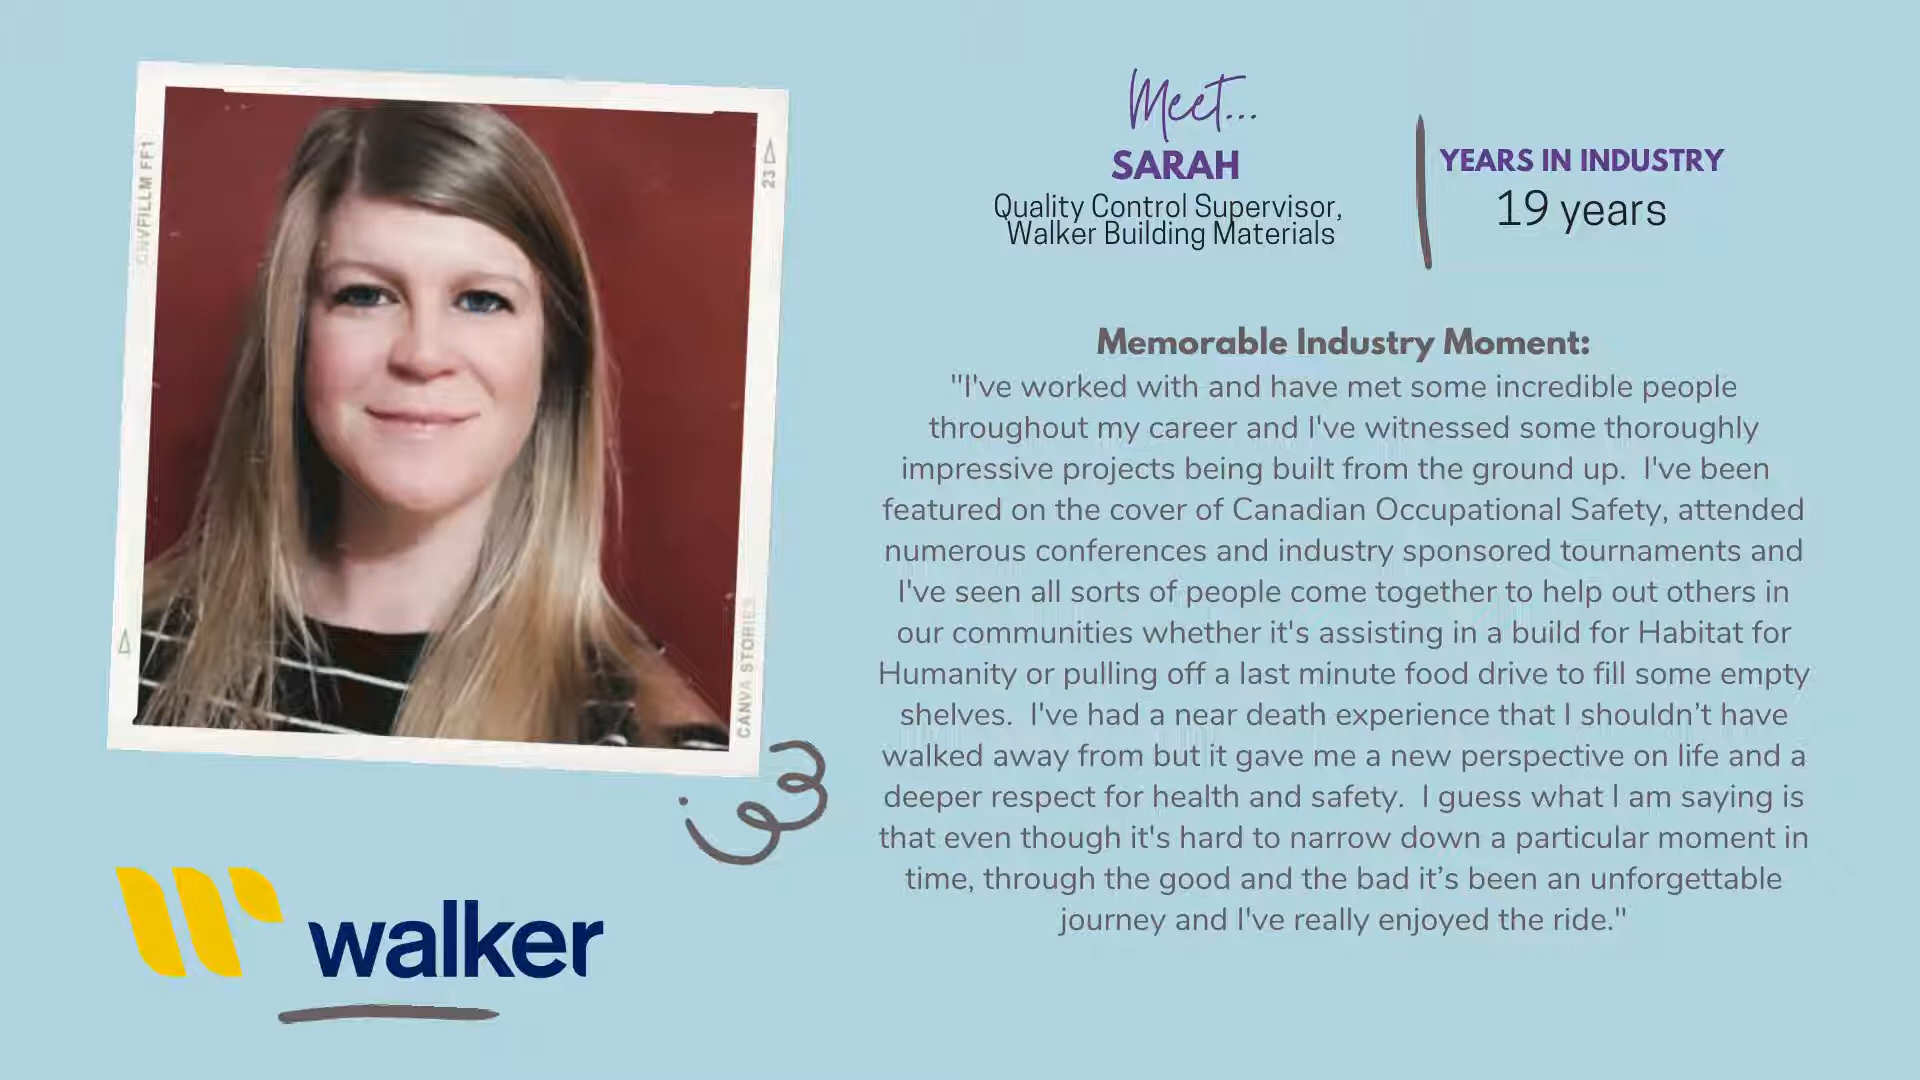 Meet...
SARAH
Quality Control Supervisor,
Walker Building Materials
YEARS IN INDUSTRY
19 years
CNVFILLM FF1
23
CANVA STORIES
Memorable Industry Moment:
"I've worked with and have met some incredible people
throughout my career and I've witnessed some thoroughly
impressive projects being built from the ground up.  I've been
featured on the cover of Canadian Occupational Safety, attended
numerous conferences and industry sponsored tournaments and
I've seen all sorts of people come together to help out others in
our communities whether it's assisting in a build for Habitat for
Humanity or pulling off a last minute food drive to fill some empty
shelves.  I've had a near death experience that I shouldn’t have
walked away from but it gave me a new perspective on life and a
deeper respect for health and safety.  I guess what I am saying is
that even though it's hard to narrow down a particular moment in
time, through the good and the bad it’s been an unforgettable
journey and I've really enjoyed the ride."
walker